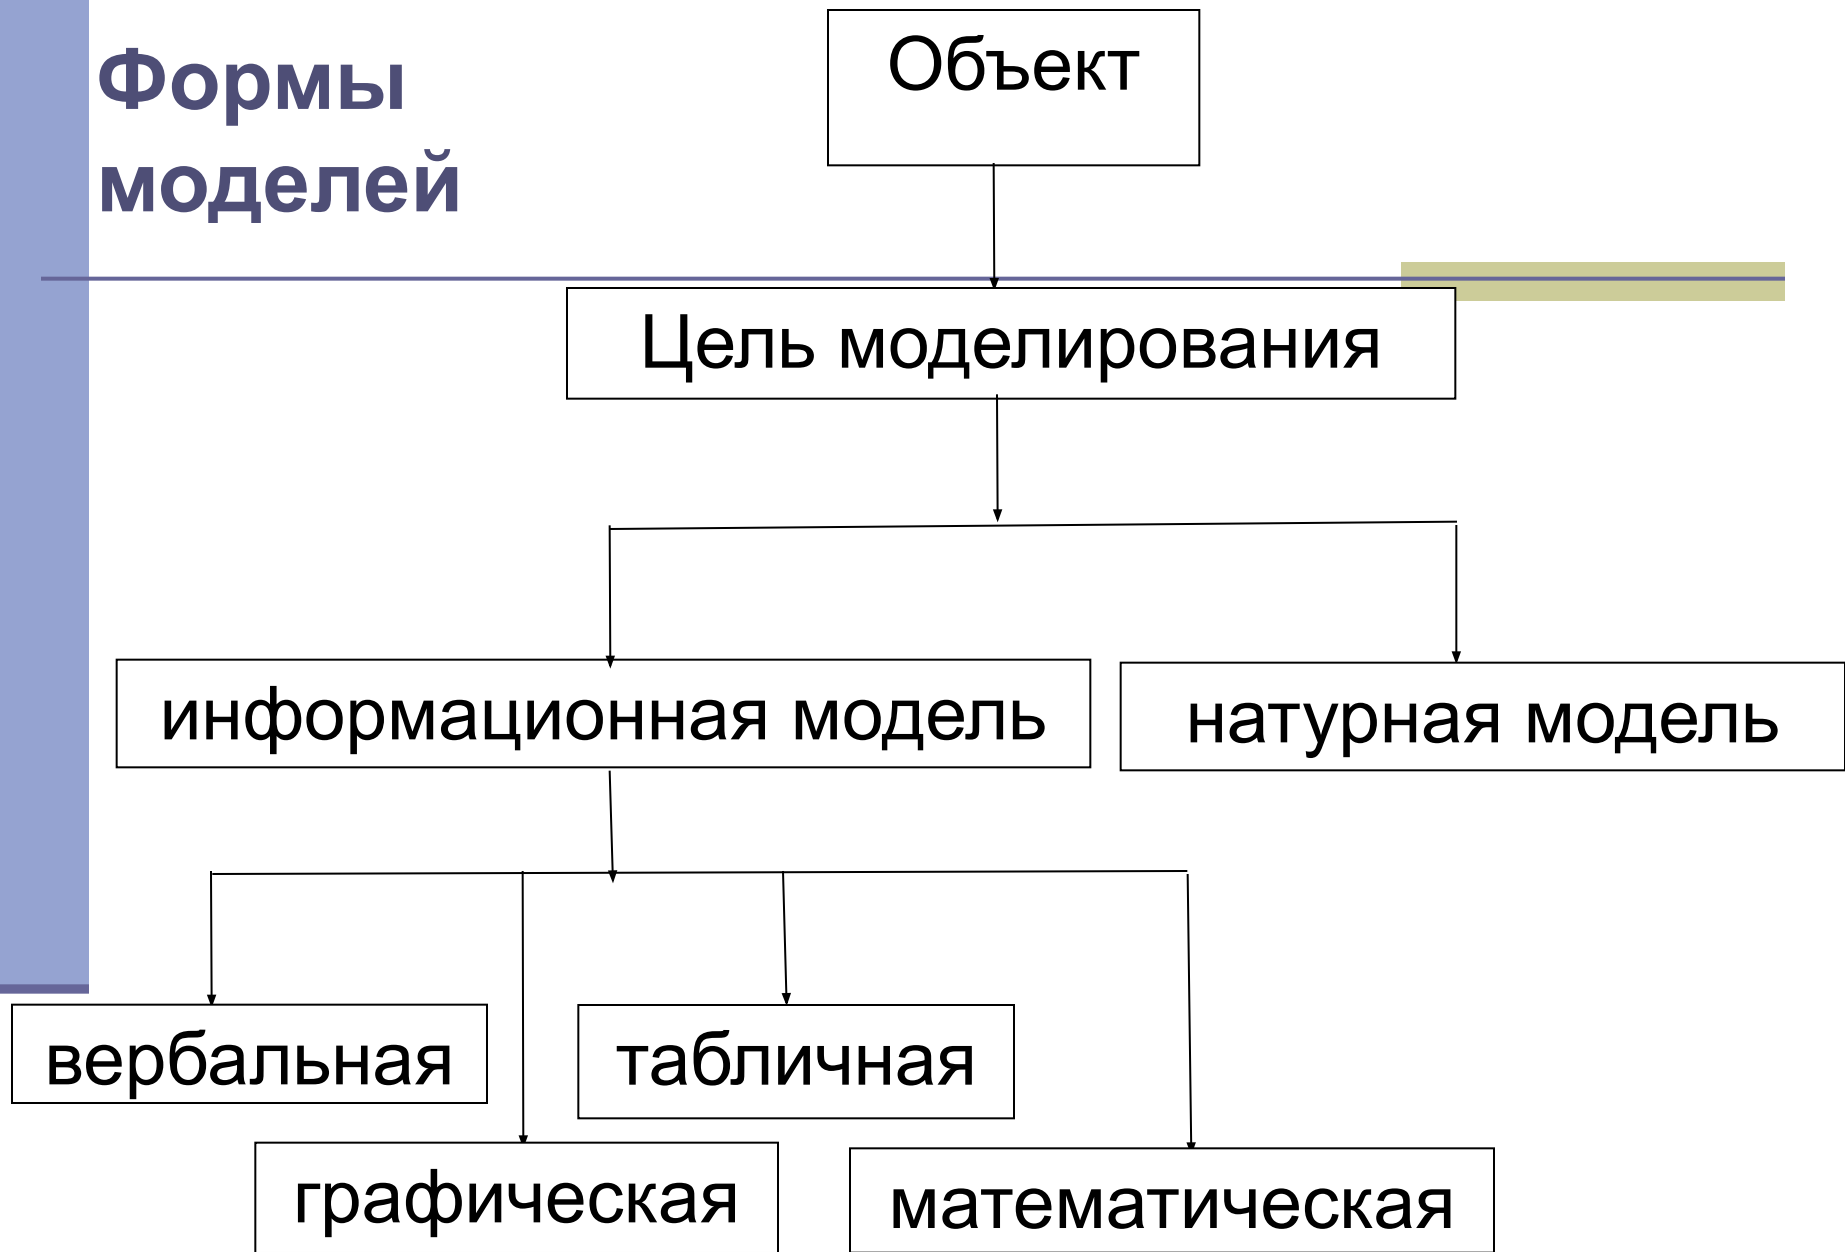 Формы
моделей
Объект
Цель моделирования
информационная модель
натурная модель
вербальная
табличная
графическая
математическая